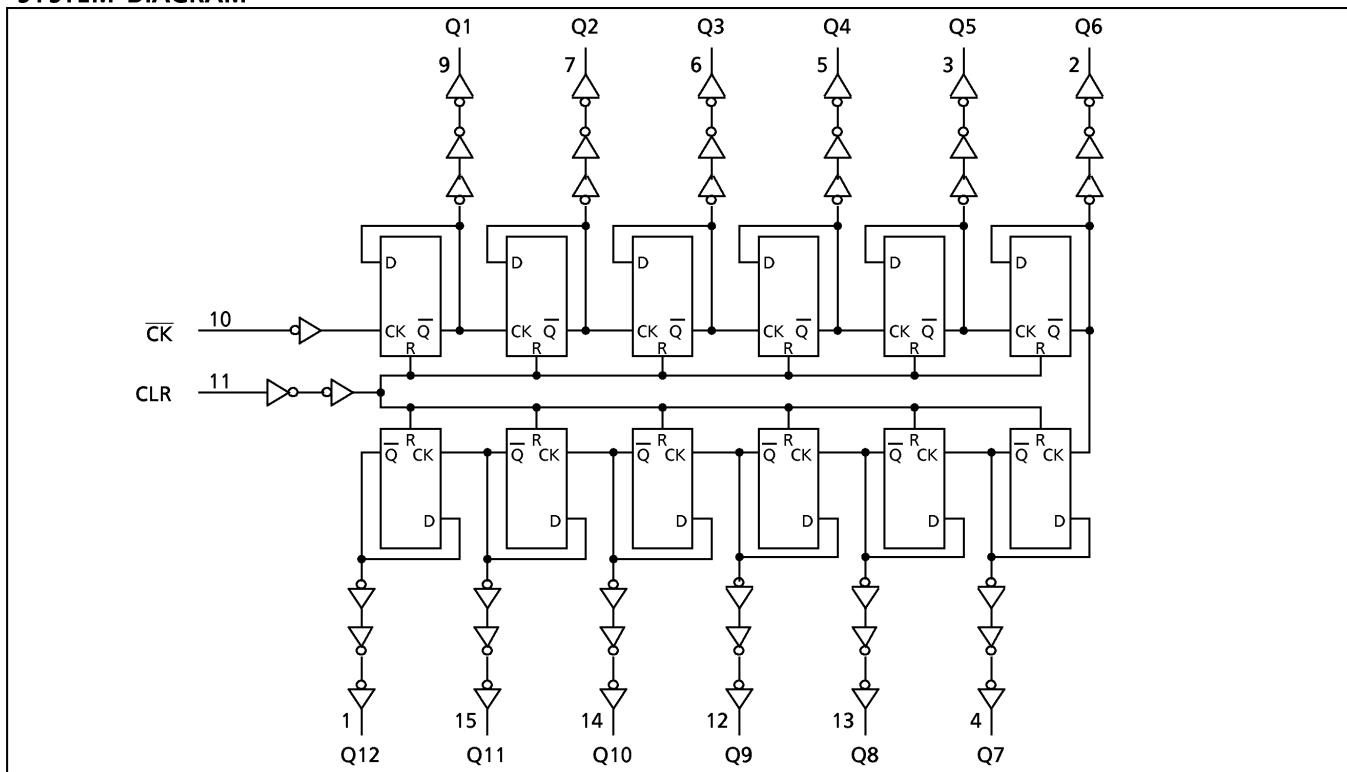 SYSTEM DIAGRAM
Q1 Q2 Q3 Q4 Q5 Q6
9 7 6 5 3 2
D D D D D D
C̅K̅ 10 CK Q̅ CK Q̅ CK Q̅ CK Q̅ CK Q̅ CK Q̅
R R R R R R
CLR 11
R R R R R R
Q̅ CK Q̅ CK Q̅ CK Q̅ CK Q̅ CK Q̅ CK
D D D D D D
1 15 14 12 13 4
Q12 Q11 Q10 Q9 Q8 Q7